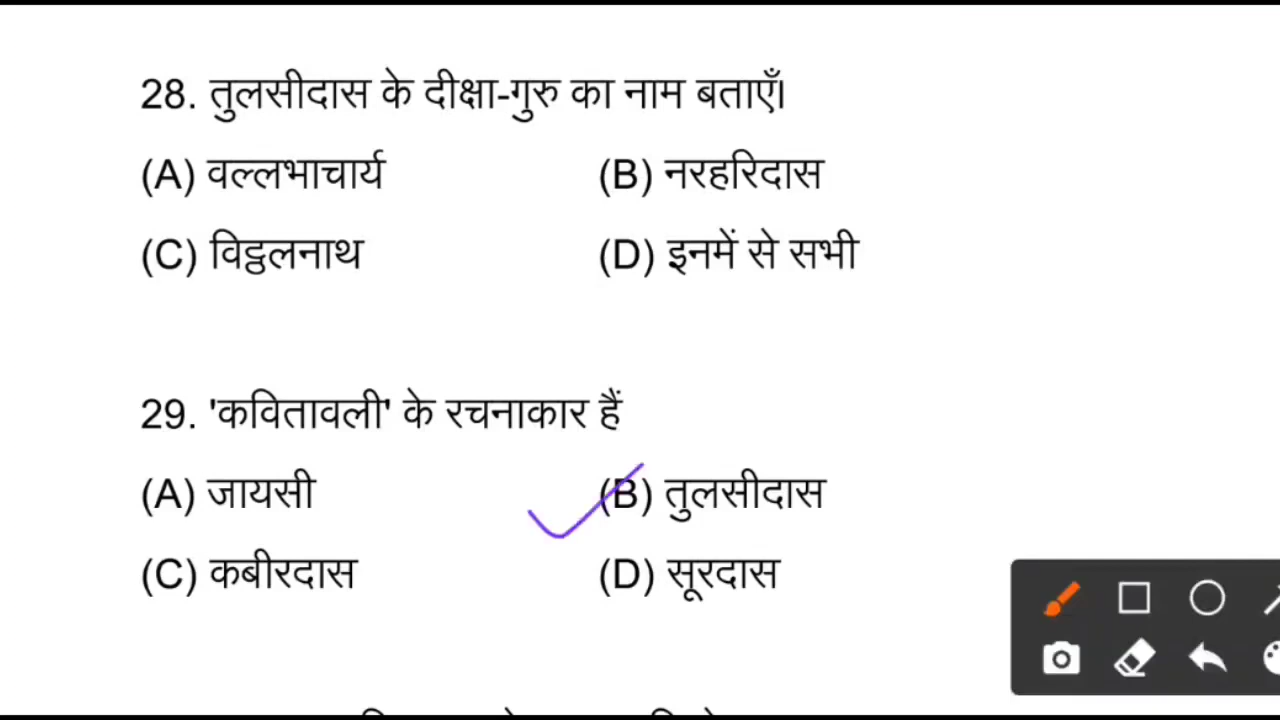 28. तुलसीदास के दीक्षा-गुरु का नाम बताएँ।
(A) वल्लभाचार्य (B) नरहरिदास
(C) विट्ठलनाथ (D) इनमें से सभी
29. 'कवितावली' के रचनाकार हैं
(A) जायसी (B) तुलसीदास
(C) कबीरदास (D) सूरदास